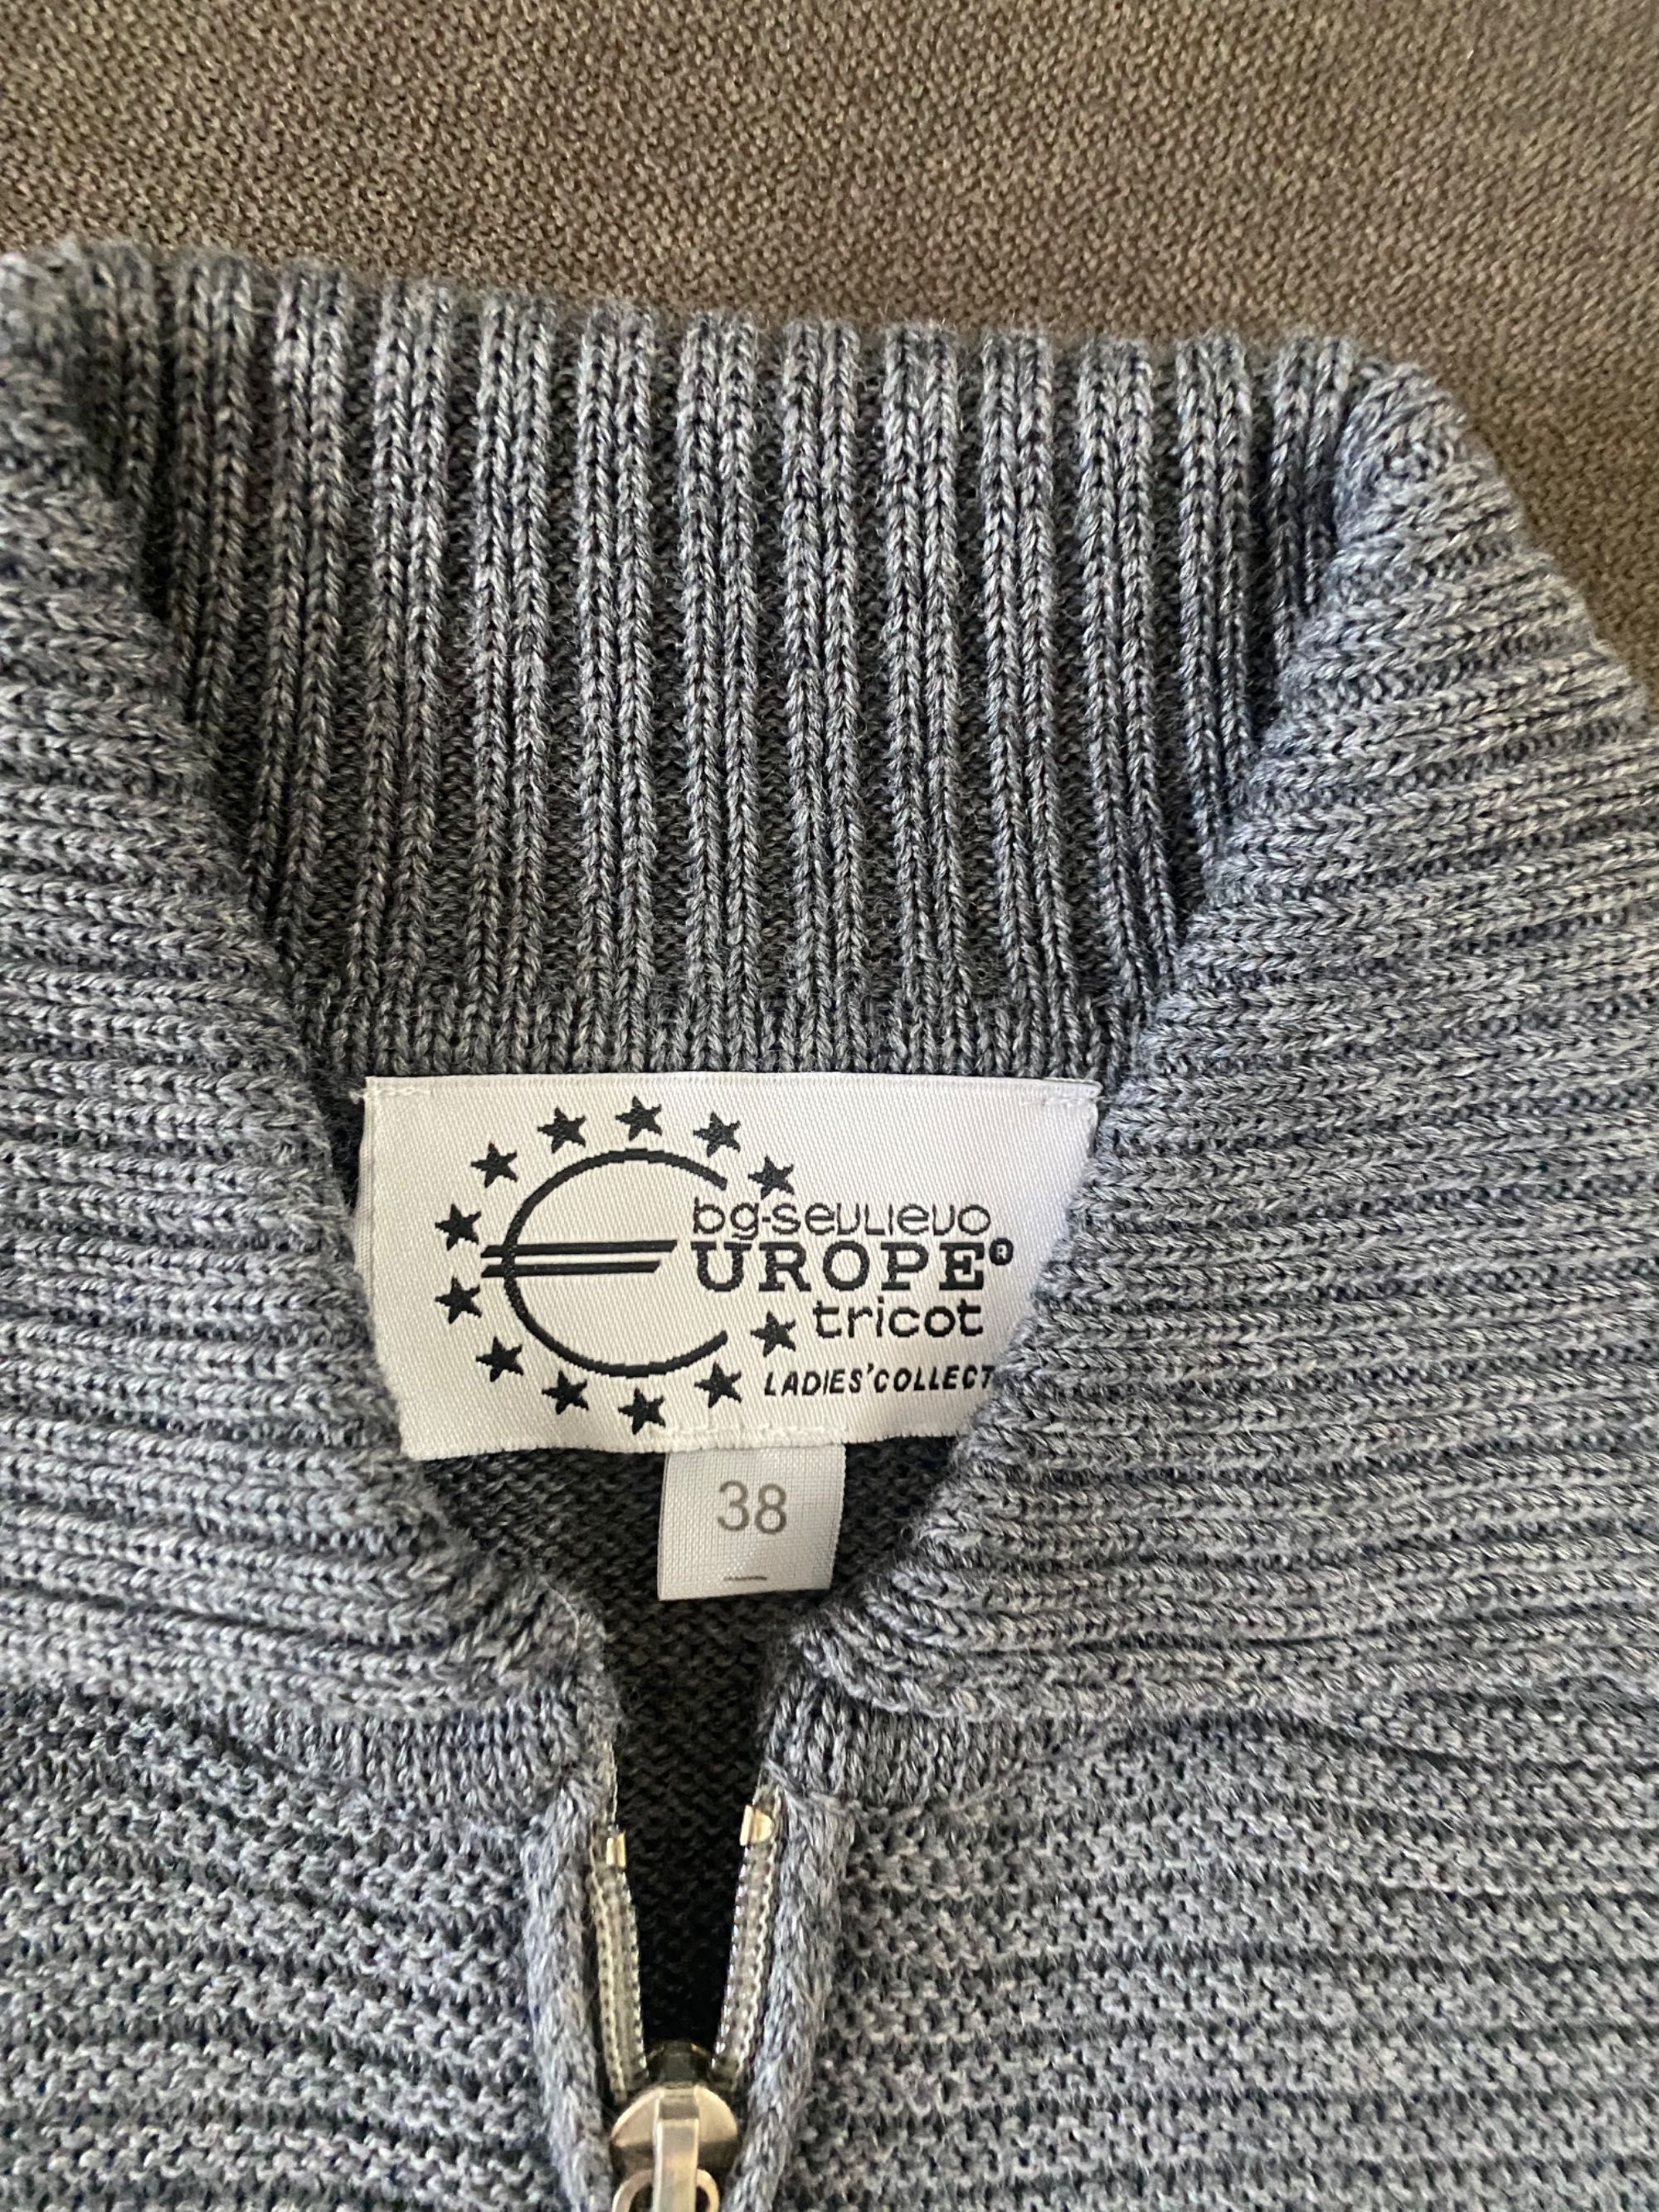 bg-sevlievo
EUROPE®
tricot
LADIES'COLLECT
38